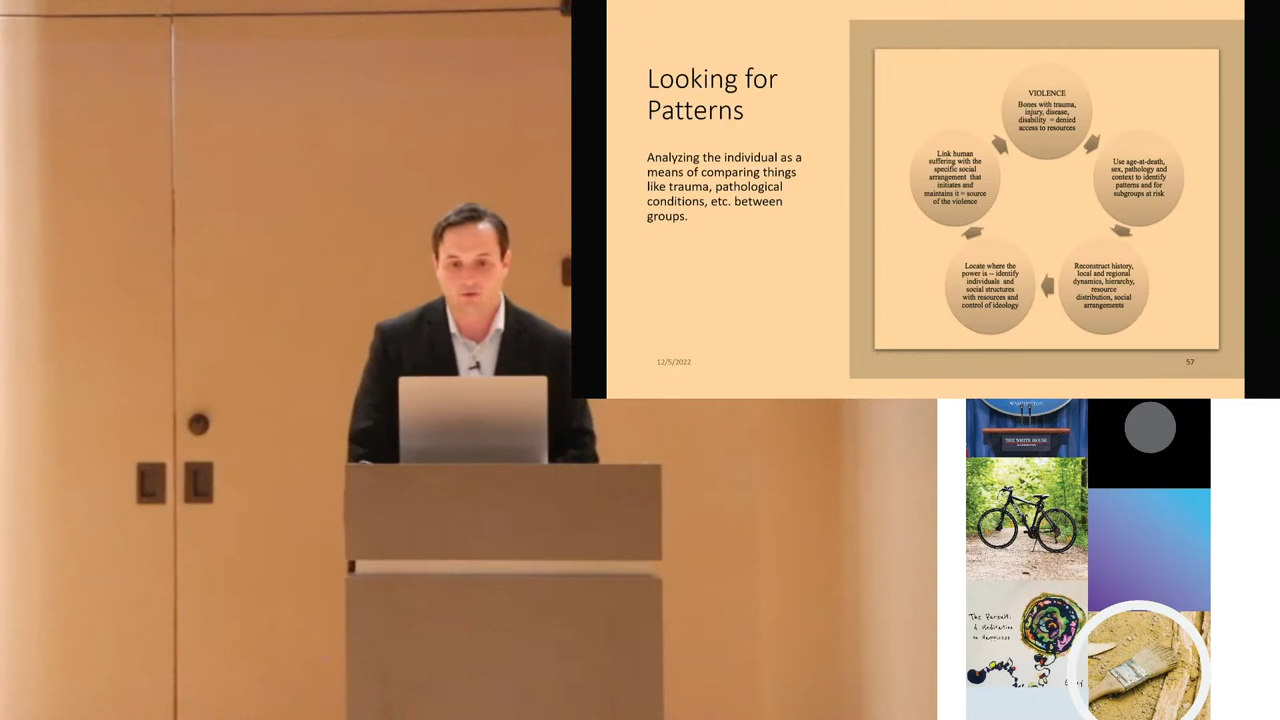 Looking for
Patterns
Analyzing the individual as a
means of comparing things
like trauma, pathological
conditions, etc. between
groups.
VIOLENCE
Bones with trauma,
injury, disease,
disability = denied
access to resources
Use age-at-death,
sex, pathology and
context to identify
patterns and for
subgroups at risk
Reconstruct history,
local and regional
dynamics, hierarchy,
resource
distribution, social
arrangements
Locate where the
power is -- identify
individuals and
social structures
with resources and
control of ideology
Link human
suffering with the
specific social
arrangement that
initiates and
maintains it = source
of the violence
12/5/2022
57
WASHINGTON
THE WHITE HOUSE
The Pursuit:
A Meditation
on Happiness